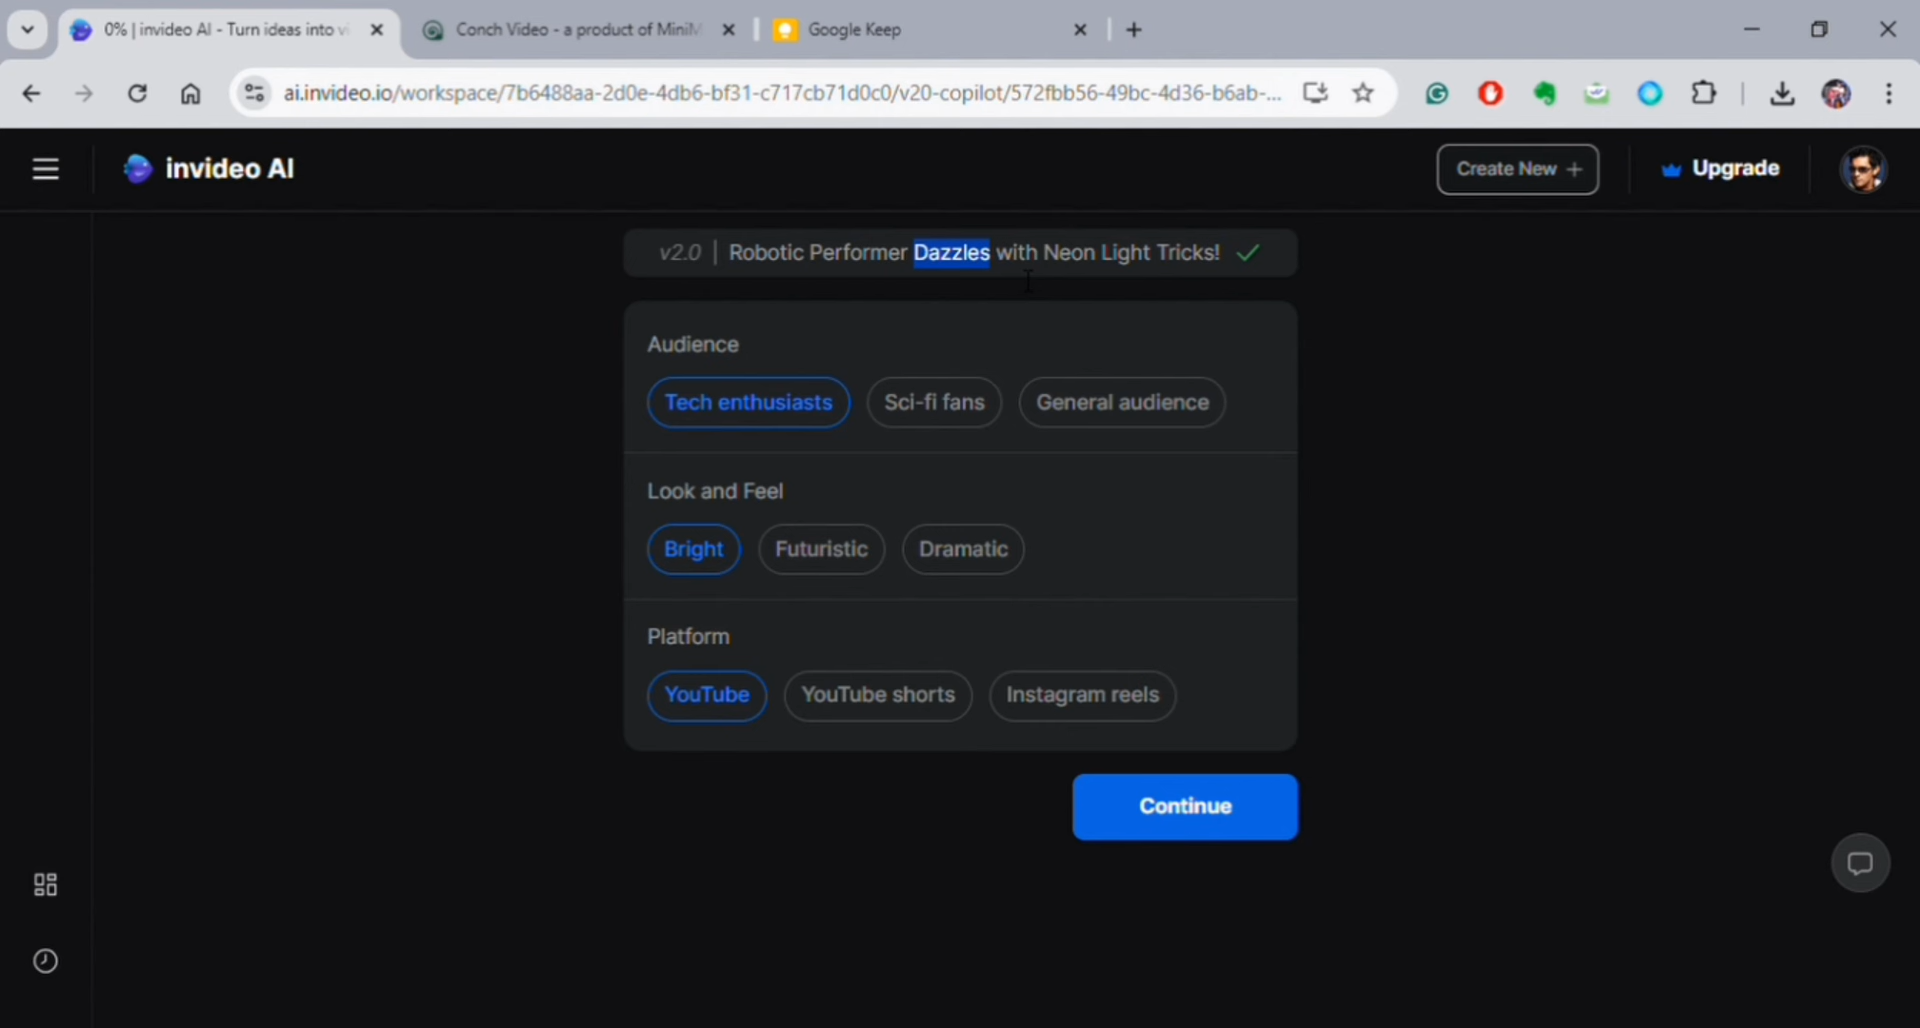 0% | invideo AI - Turn ideas into vi
Conch Video - a product of MiniM
Google Keep
ai.invideo.io/workspace/7b6488aa-2d0e-4db6-bf31-c717cb71d0c0/v20-copilot/572fbb56-49bc-4d36-b6ab-...
invideo AI
Create New +
Upgrade
v2.0 | Robotic Performer Dazzles with Neon Light Tricks!
Audience
Tech enthusiasts
Sci-fi fans
General audience
Look and Feel
Bright
Futuristic
Dramatic
Platform
YouTube
YouTube shorts
Instagram reels
Continue